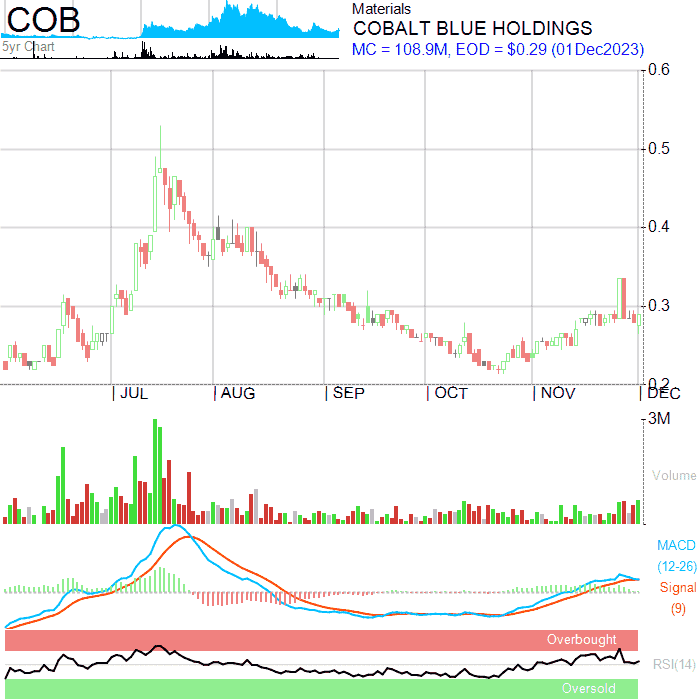 COB
5yr Chart
Materials
COBALT BLUE HOLDINGS
MC = 108.9M, EOD = $0.29 (01Dec2023)
0.6
0.5
0.4
0.3
0.2
JUL AUG SEP OCT NOV DEC
3M
Volume
MACD
(12-26)
Signal
(9)
Overbought
RSI(14)
Oversold